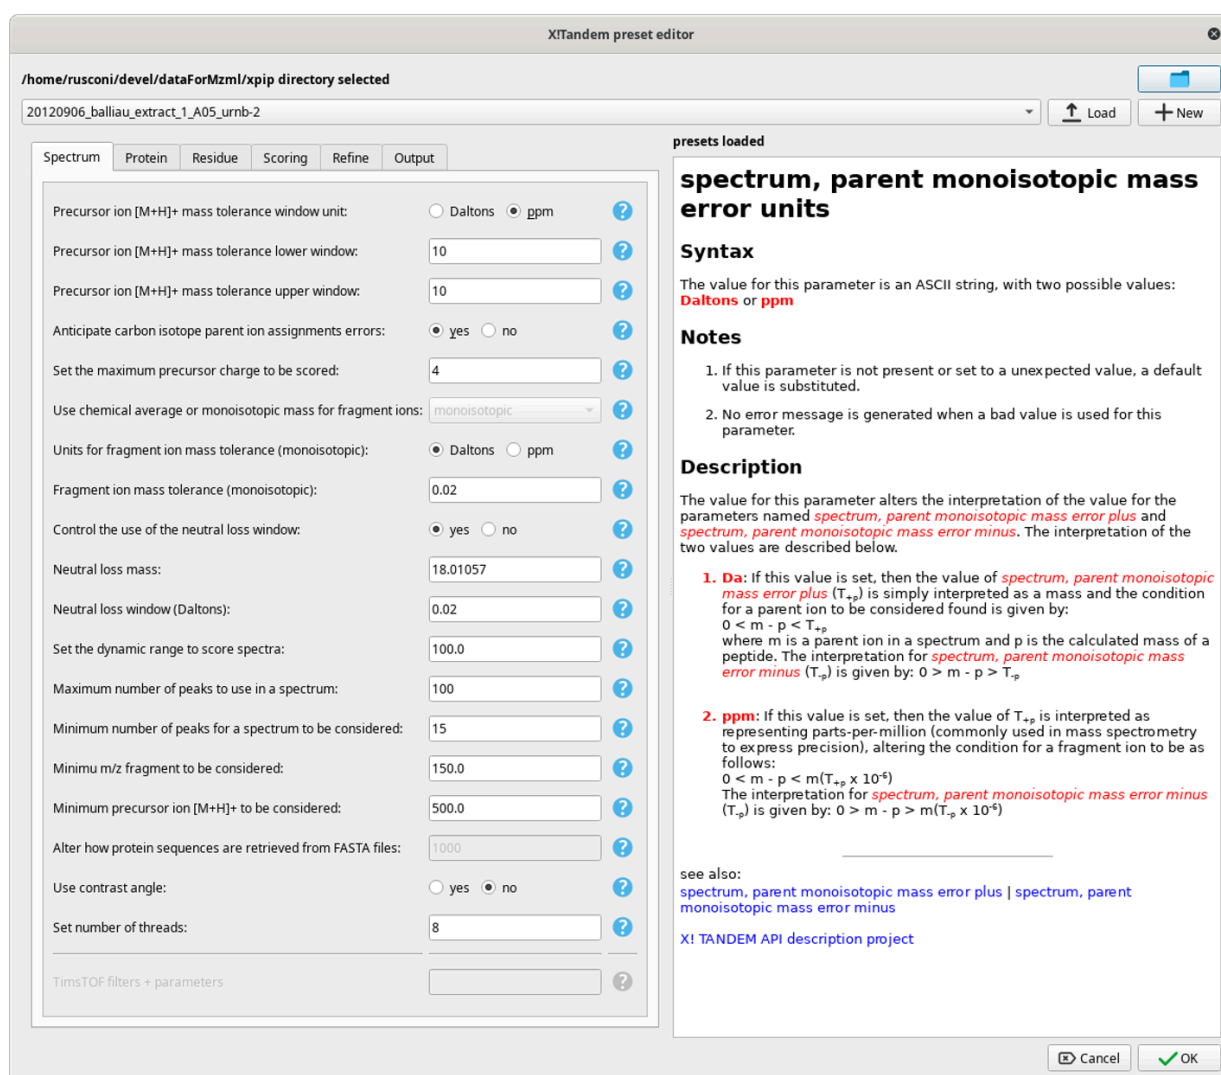 X!Tandem preset editor
/home/rusconi/devel/dataForMzml/xpip directory selected
20120906_balliau_extract_1_A05_urnb-2
Load
New
Spectrum
Protein
Residue
Scoring
Refine
Output
Precursor ion [M+H]+ mass tolerance window unit:
Daltons
ppm
?
Precursor ion [M+H]+ mass tolerance lower window:
10
?
Precursor ion [M+H]+ mass tolerance upper window:
10
?
Anticipate carbon isotope parent ion assignments errors:
yes
no
?
Set the maximum precursor charge to be scored:
4
?
Use chemical average or monoisotopic mass for fragment ions:
monoisotopic
?
Units for fragment ion mass tolerance (monoisotopic):
Daltons
ppm
?
Fragment ion mass tolerance (monoisotopic):
0.02
?
Control the use of the neutral loss window:
yes
no
?
Neutral loss mass:
18.01057
?
Neutral loss window (Daltons):
0.02
?
Set the dynamic range to score spectra:
100.0
?
Maximum number of peaks to use in a spectrum:
100
?
Minimum number of peaks for a spectrum to be considered:
15
?
Minimu m/z fragment to be considered:
150.0
?
Minimum precursor ion [M+H]+ to be considered:
500.0
?
Alter how protein sequences are retrieved from FASTA files:
1000
?
Use contrast angle:
yes
no
?
Set number of threads:
8
?
TimsTOF filters + parameters
?
presets loaded
spectrum, parent monoisotopic mass
error units
Syntax
The value for this parameter is an ASCII string, with two possible values:
Daltons or ppm
Notes
1. If this parameter is not present or set to a unexpected value, a default
value is substituted.
2. No error message is generated when a bad value is used for this
parameter.
Description
The value for this parameter alters the interpretation of the value for the
parameters named spectrum, parent monoisotopic mass error plus and
spectrum, parent monoisotopic mass error minus. The interpretation of the
two values are described below.
1. Da: If this value is set, then the value of spectrum, parent monoisotopic
mass error plus (T+p) is simply interpreted as a mass and the condition
for a parent ion to be considered found is given by:
0 < m - p < T+p
where m is a parent ion in a spectrum and p is the calculated mass of a
peptide. The interpretation for spectrum, parent monoisotopic mass
error minus (T-p) is given by: 0 > m - p > T-p
2. ppm: If this value is set, then the value of T+p is interpreted as
representing parts-per-million (commonly used in mass spectrometry
to express precision), altering the condition for a fragment ion to be as
follows:
0 < m - p < m(T+p x 10-6)
The interpretation for spectrum, parent monoisotopic mass error minus
(T-p) is given by: 0 > m - p > m(T-p x 10-6)
see also:
spectrum, parent monoisotopic mass error plus | spectrum, parent
monoisotopic mass error minus
X! TANDEM API description project
Cancel
OK